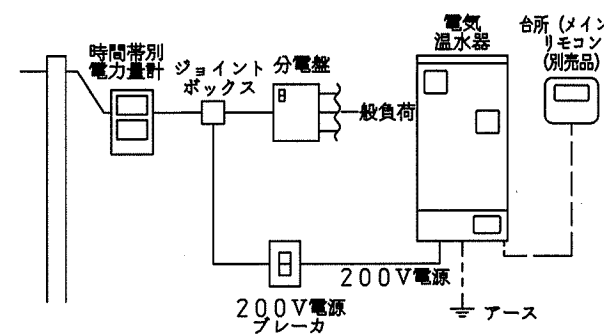 時間帯別
電力量計
ジョイント
ボックス
分電盤
一般負荷
電気
温水器
台所（メイン
リモコン
（別売品）
200V電源
200V電源
ブレーカ
アース